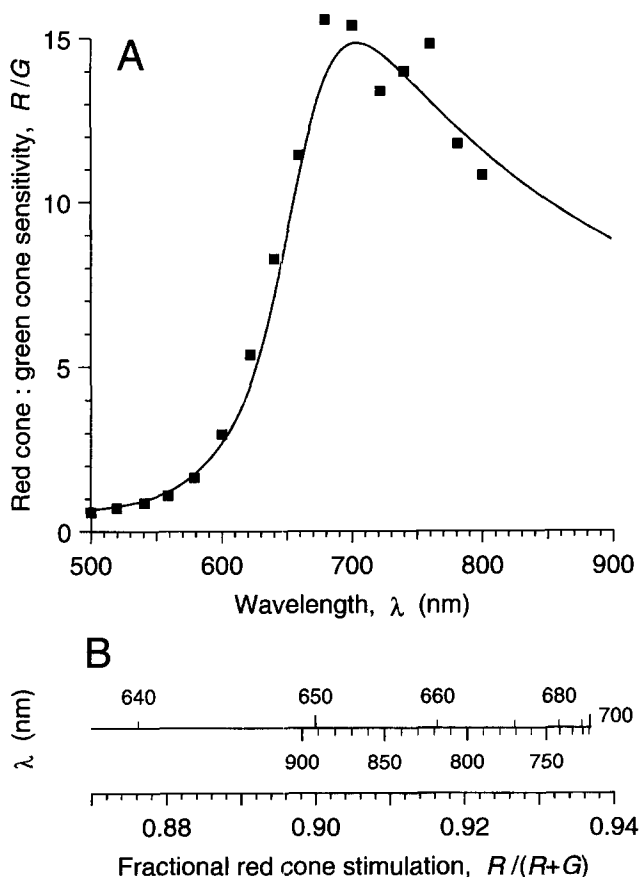 A
15
10
5
0
Red cone : green cone sensitivity, R/G
500 600 700 800 900
Wavelength, λ (nm)
B
λ (nm)
640 650 660 680 700
900 850 800 750
0.88 0.90 0.92 0.94
Fractional red cone stimulation, R/(R+G)